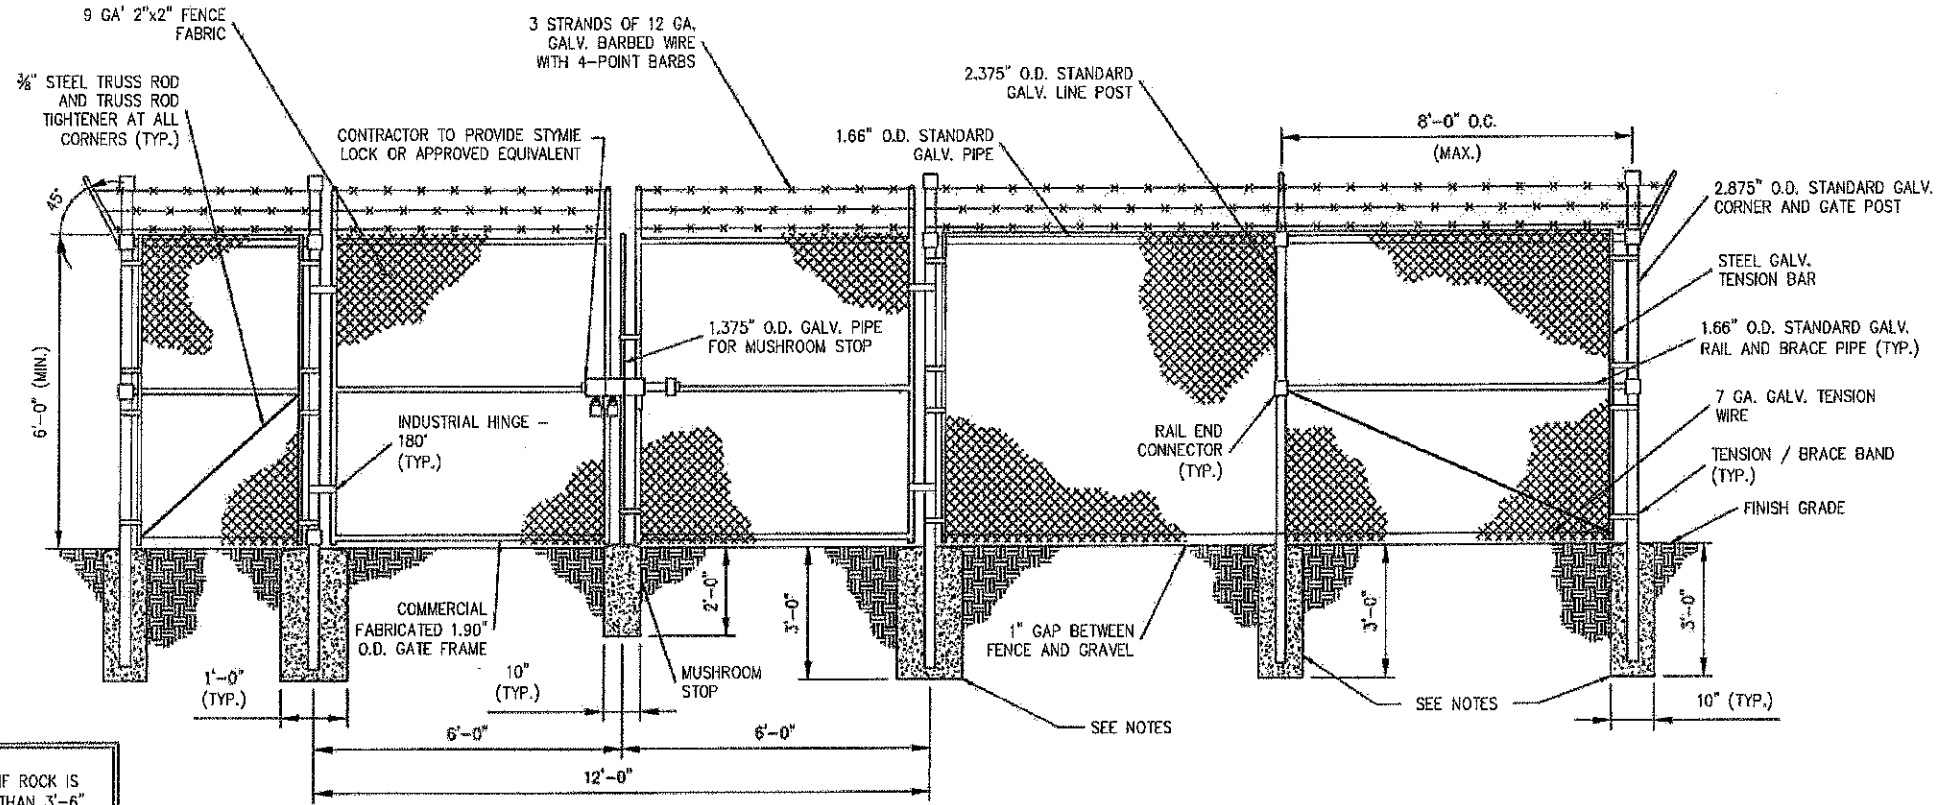 9 GA' 2"x2" FENCE
FABRIC
3 STRANDS OF 12 GA,
GALV. BARBED WIRE
WITH 4-POINT BARBS
⅜" STEEL TRUSS ROD
AND TRUSS ROD
TIGHTENER AT ALL
CORNERS (TYP.)
CONTRACTOR TO PROVIDE STYMIE
LOCK OR APPROVED EQUIVALENT
2.375" O.D. STANDARD
GALV. LINE POST
1.66" O.D. STANDARD
GALV. PIPE
8'-0" O.C.
(MAX.)
45°
2.875" O.D. STANDARD GALV.
CORNER AND GATE POST
STEEL GALV.
TENSION BAR
1.375" O.D. GALV. PIPE
FOR MUSHROOM STOP
1.66" O.D. STANDARD GALV.
RAIL AND BRACE PIPE (TYP.)
6'-0" (MIN.)
INDUSTRIAL HINGE -
180°
(TYP.)
RAIL END
CONNECTOR
(TYP.)
7 GA. GALV. TENSION
WIRE
TENSION / BRACE BAND
(TYP.)
FINISH GRADE
COMMERCIAL
FABRICATED 1.90"
O.D. GATE FRAME
2'-0"
3'-0"
1" GAP BETWEEN
FENCE AND GRAVEL
3'-0"
3'-0"
1'-0"
(TYP.)
10"
(TYP.)
MUSHROOM
STOP
SEE NOTES
SEE NOTES
10" (TYP.)
6'-0"
6'-0"
12'-0"
IF ROCK IS
THAN 3'-6"